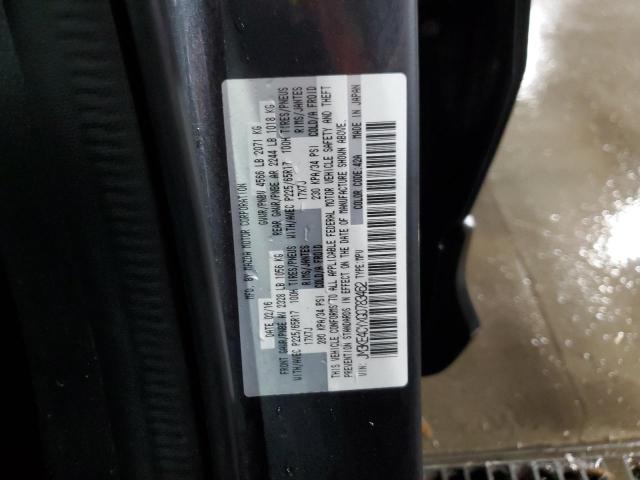 MFD BY MAZDA MOTOR CORPORATION
DATE: 02/16 GVWR/PNBV 4566 LB 2071 KG
FRONT GAWR/PNBE AV 2328 LB 1056 KG REAR GAWR/PNBE AR 2244 LB 1018 KG
WITH/AVEC P225/65R17 100H TIRES/PNEUS WITH/AVEC P225/65R17 100H TIRES/PNEUS
17X7J RIMS/JANTES 17X7J RIMS/JANTES
230 KPA/34 PSI COLD/A FROID 230 KPA/34 PSI COLD/A FROID
THIS VEHICLE CONFORMS TO ALL APPLICABLE FEDERAL MOTOR VEHICLE SAFETY AND THEFT
PREVENTION STANDARDS IN EFFECT ON THE DATE OF MANUFACTURE SHOWN ABOVE.
VIN: JM3KE4CYXG0783462 TYPE: MPV COLOR CODE: 42A MADE IN JAPAN